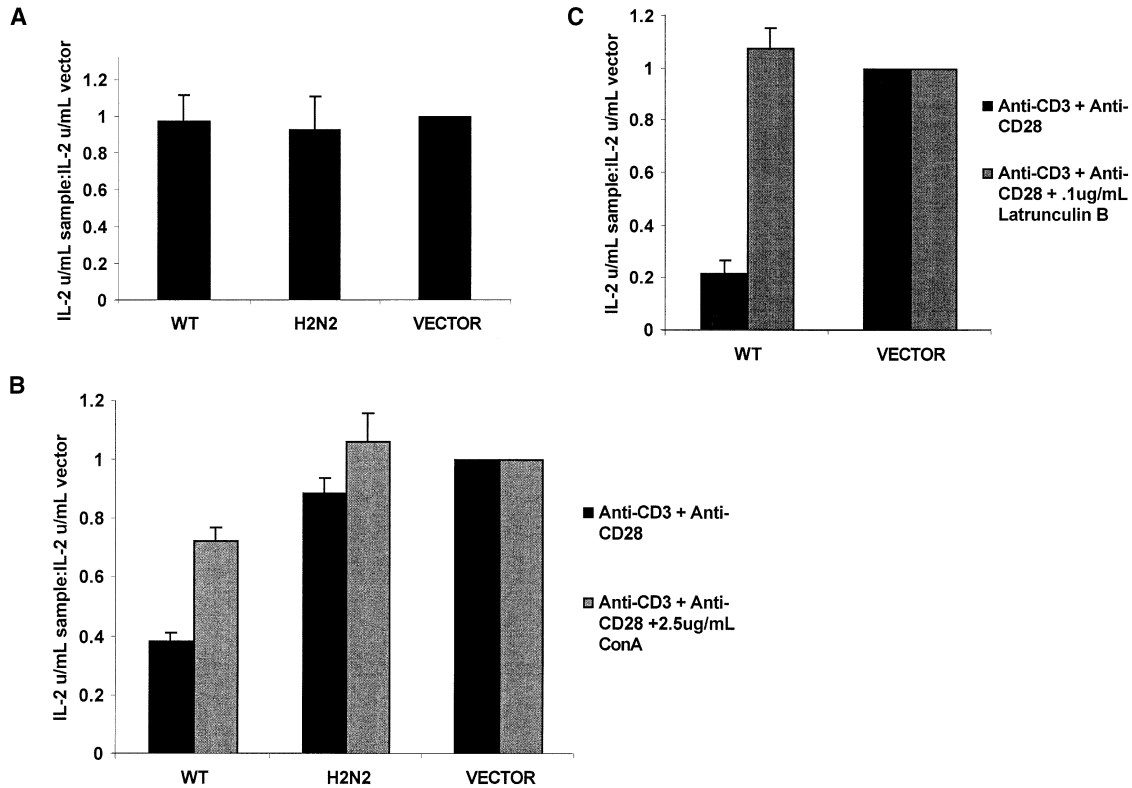 A
IL-2 u/mL sample:IL-2 u/mL vector
1.2
1
0.8
0.6
0.4
0.2
0
WT
H2N2
VECTOR
C
IL-2 u/mL sample:IL-2 u/mL vector
1.2
1
0.8
0.6
0.4
0.2
0
WT
VECTOR
Anti-CD3 + Anti-
CD28
Anti-CD3 + Anti-
CD28 + .1ug/mL
Latrunculin B
B
IL-2 u/mL sample:IL-2 u/mL vector
1.2
1
0.8
0.6
0.4
0.2
0
WT
H2N2
VECTOR
Anti-CD3 + Anti-
CD28
Anti-CD3 + Anti-
CD28 +2.5ug/mL
ConA